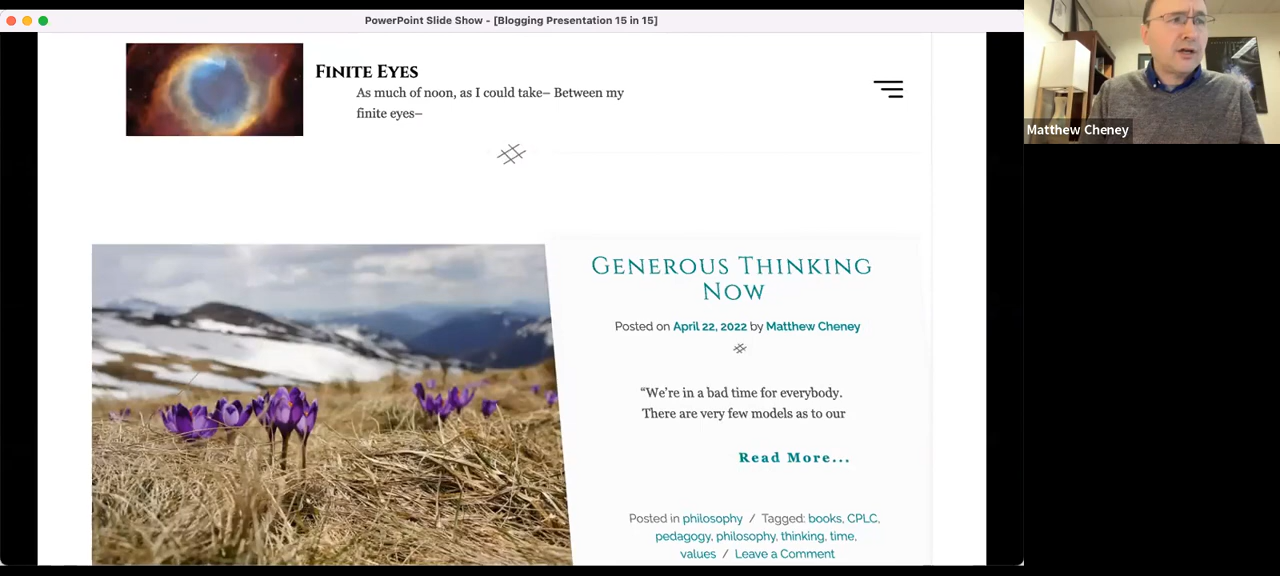 PowerPoint Slide Show - [Blogging Presentation 15 in 15]
FINITE EYES
As much of noon, as I could take– Between my
finite eyes–
GENEROUS THINKING
NOW
Posted on April 22, 2022 by Matthew Cheney
“We're in a bad time for everybody.
There are very few models as to our
Read More...
Posted in philosophy / Tagged: books, CPLC,
pedagogy, philosophy, thinking, time,
values / Leave a Comment
Matthew Cheney